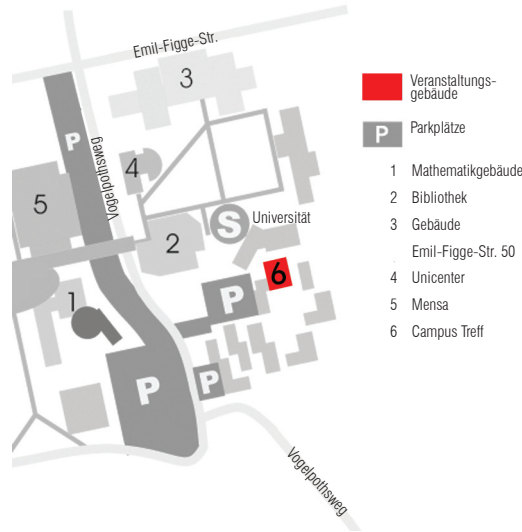 Emil-Figge-Str.
3
P
Vogelpothsweg
4
5
S Universität
2
6
1
P
P
P
Vogelpothsweg
Veranstaltungs-
gebäude
P Parkplätze
1 Mathematikgebäude
2 Bibliothek
3 Gebäude
Emil-Figge-Str. 50
4 Unicenter
5 Mensa
6 Campus Treff